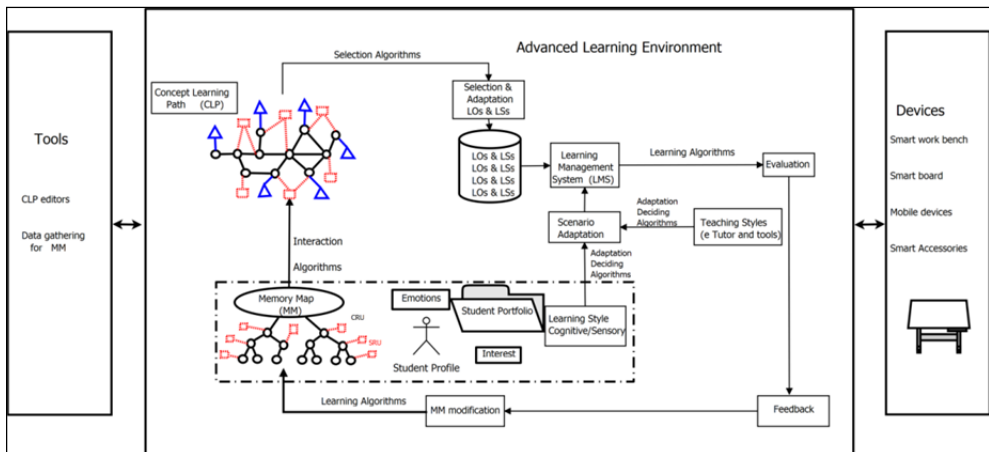 Tools
CLP editors
Data gathering
for MM
Advanced Learning Environment
Selection Algorithms
Concept Learning
Path (CLP)
Selection &
Adaptation
LOs & LSs
LOs & LSs
LOs & LSs
LOs & LSs
LOs & LSs
Learning
Management
System (LMS)
Learning Algorithms
Evaluation
Scenario
Adaptation
Adaptation
Deciding
Algorithms
Teaching Styles
(e Tutor and tools)
Interaction
Algorithms
Adaptation
Deciding
Algorithms
Memory Map
(MM)
CRU
SRU
Emotions
Student Portfolio
Learning Style
Cognitive/Sensory
Interest
Student Profile
Learning Algorithms
MM modification
Feedback
Devices
Smart work bench
Smart board
Mobile devices
Smart Accessories